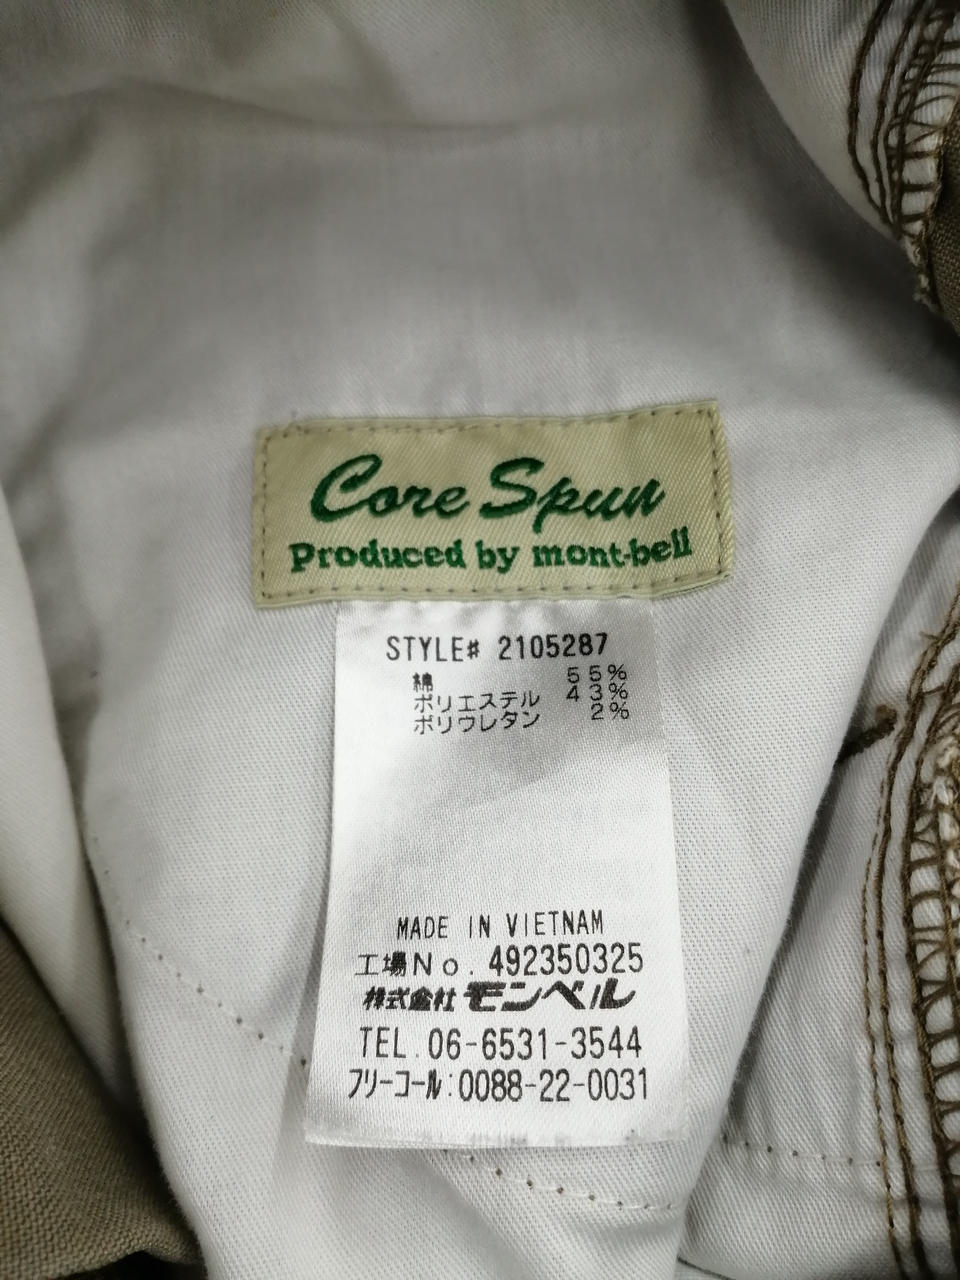 Core Spun
Produced by mont-bell
STYLE# 2105287
綿 55%
ポリエステル 43%
ポリウレタン 2%
MADE IN VIETNAM
工場No. 492350325
株式会社 モンベル
TEL. 06-6531-3544
フリーコール:0088-22-0031